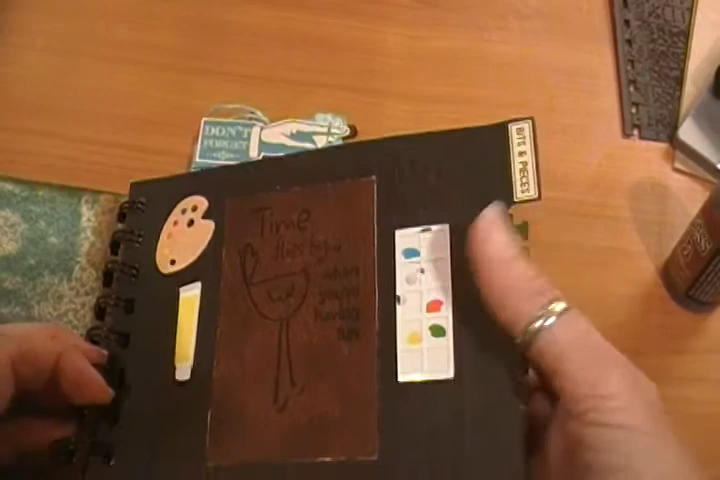 DON'T
FORGET
BITS & PIECES
Time
flies by...
when
you're
having
fun